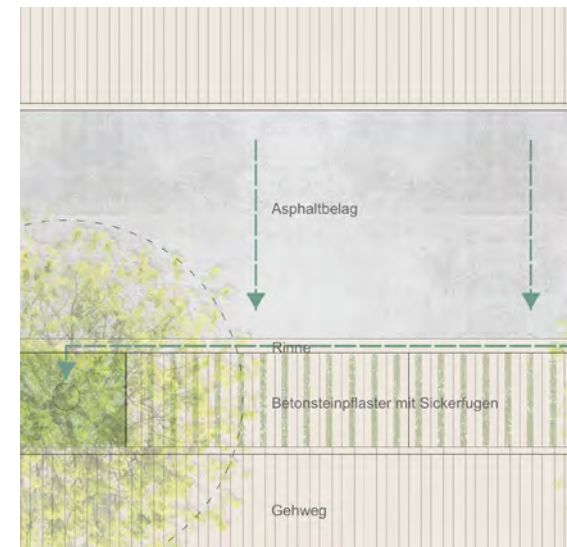 Asphaltbelag
Rinne
Betonsteinpflaster mit Sickerfugen
Gehweg